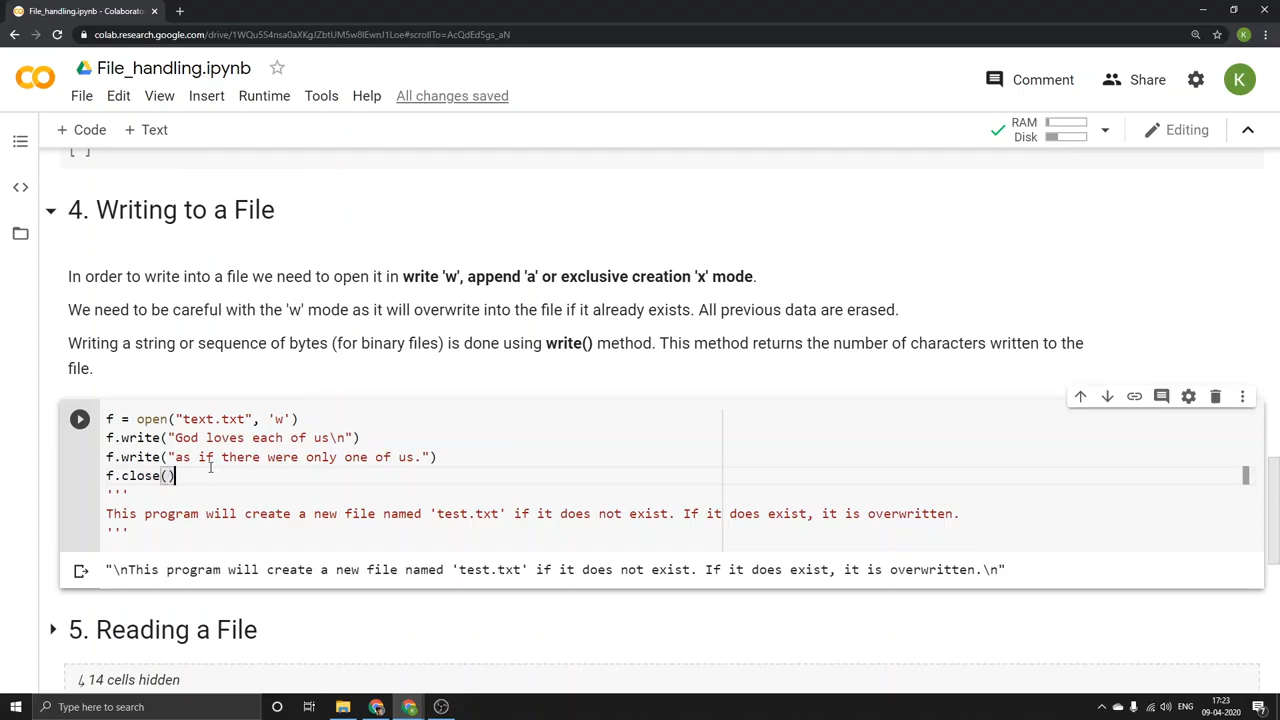 File_handling.ipynb - Colaborato
colab.research.google.com/drive/1WQu5S4nsa0aXKgJZbtUM5w8lEwnJ1Loe#scrollTo=AcQdEd5gs_aN
K
CO File_handling.ipynb
File Edit View Insert Runtime Tools Help All changes saved
Comment Share K
+ Code + Text
RAM
Disk
Editing
[ ]
4. Writing to a File
In order to write into a file we need to open it in write 'w', append 'a' or exclusive creation 'x' mode.
We need to be careful with the 'w' mode as it will overwrite into the file if it already exists. All previous data are erased.
Writing a string or sequence of bytes (for binary files) is done using write() method. This method returns the number of characters written to the
file.
f = open("text.txt", 'w')
f.write("God loves each of us\n")
f.write("as if there were only one of us.")
f.close()
'''
This program will create a new file named 'test.txt' if it does not exist. If it does exist, it is overwritten.
'''
"\nThis program will create a new file named 'test.txt' if it does not exist. If it does exist, it is overwritten.\n"
5. Reading a File
14 cells hidden
Type here to search
17:23
09-04-2020